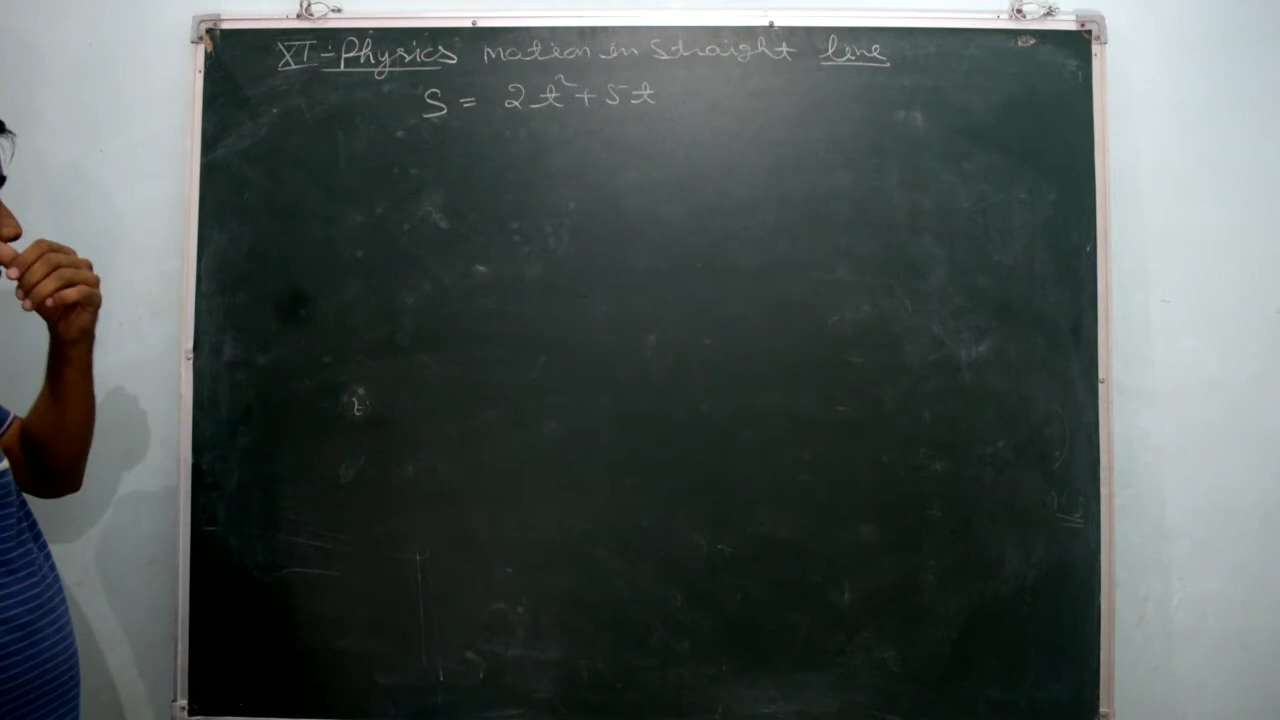 XI - Physics motion in Straight line
S = 2t² + 5t